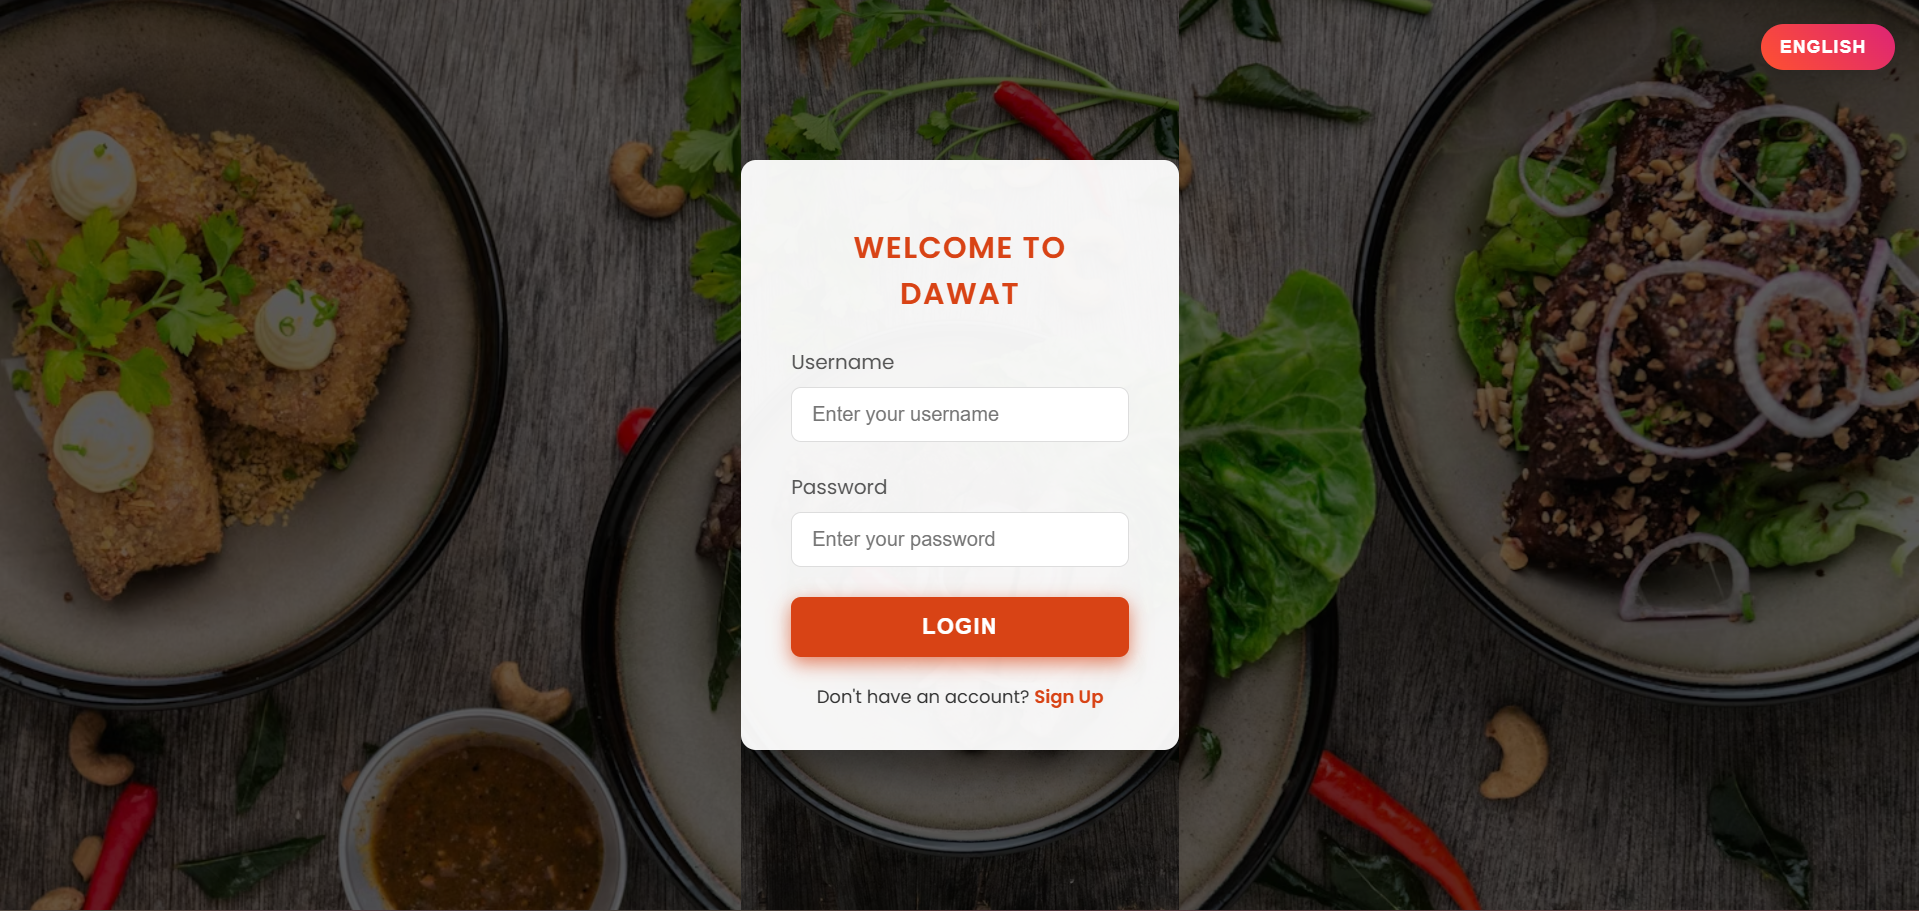 ENGLISH
WELCOME TO
DAWAT
Username
Enter your username
Password
Enter your password
LOGIN
Don't have an account? Sign Up